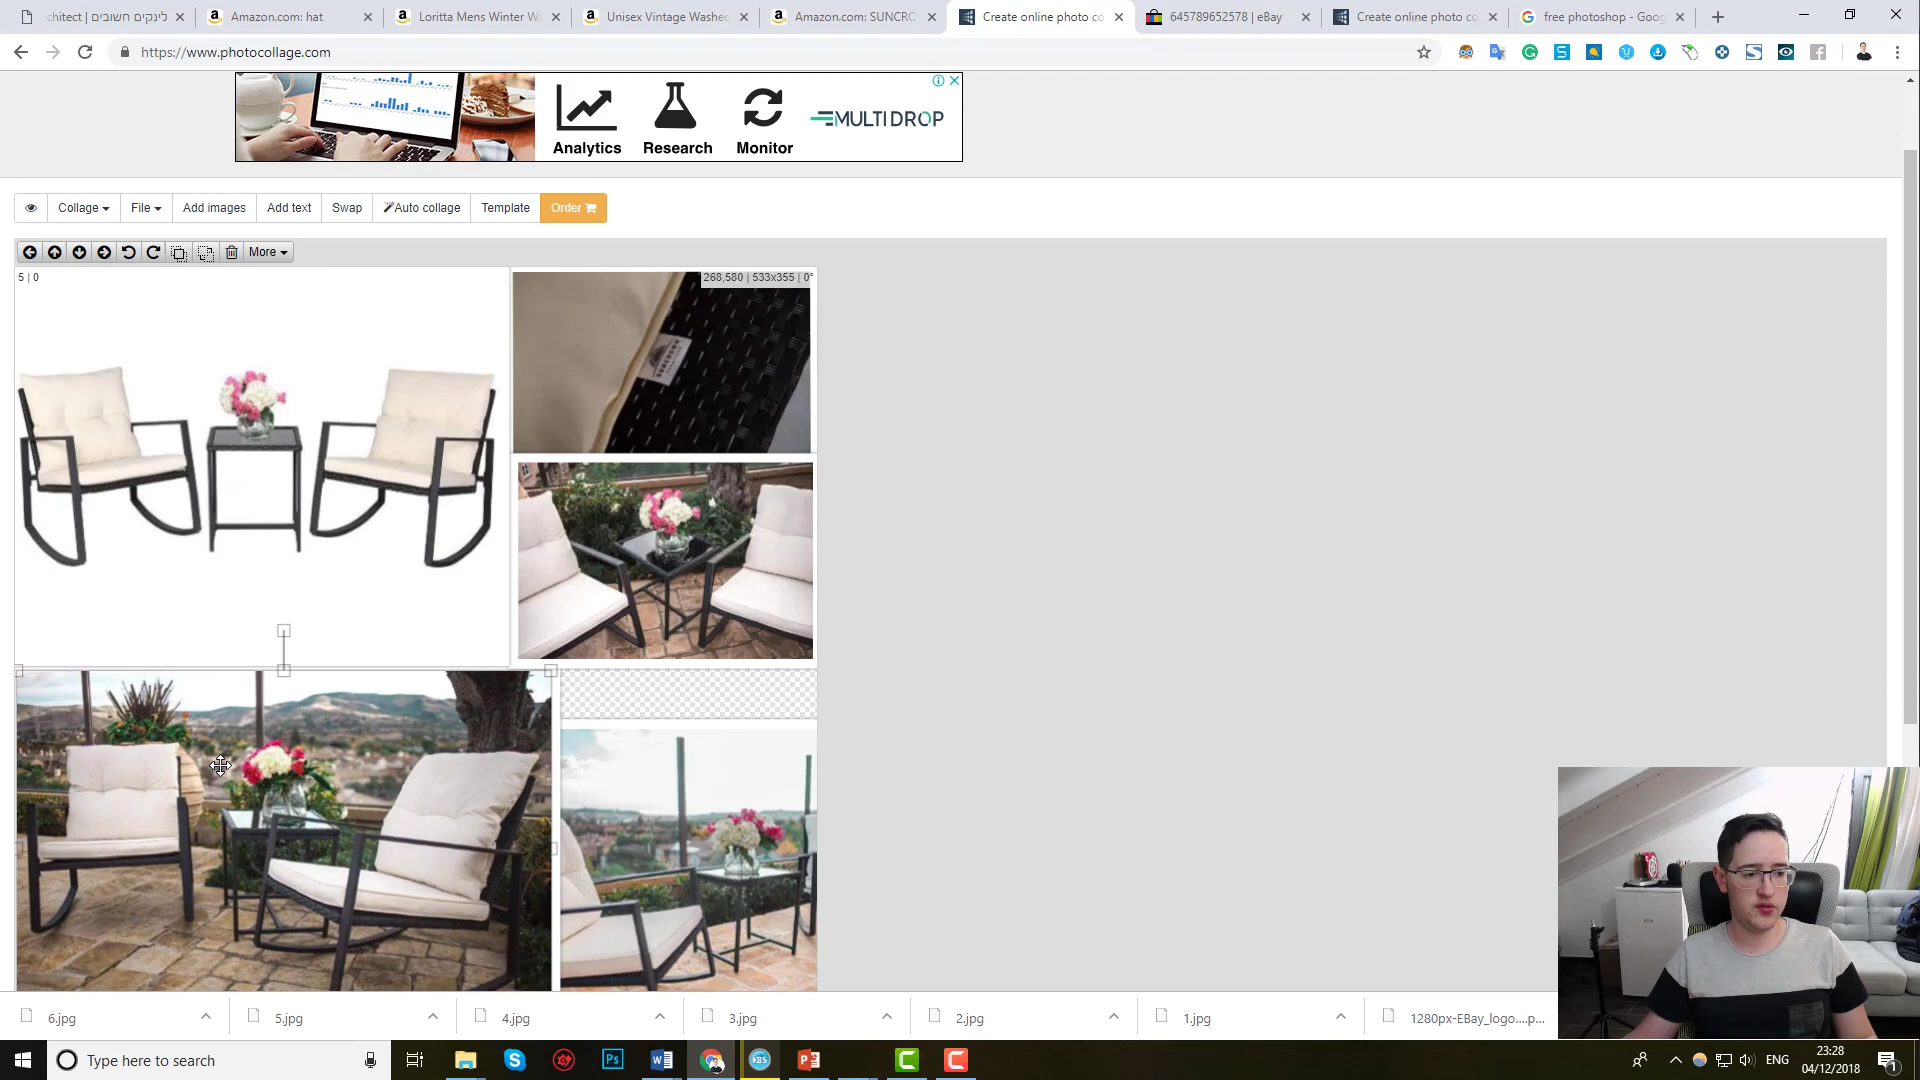 chitect | לינקים חשובים
Amazon.com: hat
Loritta Mens Winter Wa
Unisex Vintage Washed
Amazon.com: SUNCRO
Create online photo co
645789652578 | eBay
Create online photo co
free photoshop - Goog
https://www.photocollage.com
Analytics
Research
Monitor
MULTIDROP
Collage
File
Add images
Add text
Swap
Auto collage
Template
Order
More
5 | 0
268,580 | 533x355 | 0°
6.jpg
5.jpg
4.jpg
3.jpg
2.jpg
1.jpg
1280px-EBay_logo....p...
Type here to search
ENG
23:28
04/12/2018